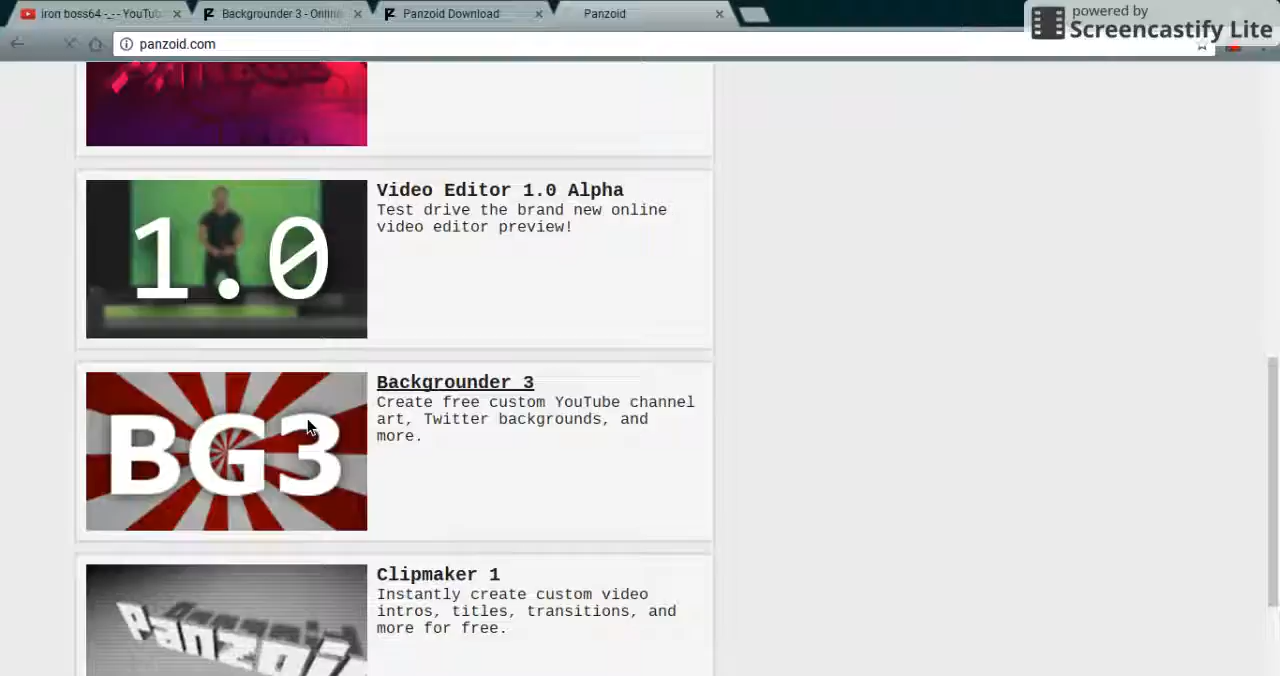 iron boss64 -_-- YouTub
Backgrounder 3 - Online
Panzoid Download
Panzoid
powered by
Screencastify Lite
panzoid.com
Video Editor 1.0 Alpha
Test drive the brand new online
video editor preview!
1.0
Backgrounder 3
Create free custom YouTube channel
art, Twitter backgrounds, and
more.
BG3
Clipmaker 1
Instantly create custom video
intros, titles, transitions, and
more for free.
Panzoi